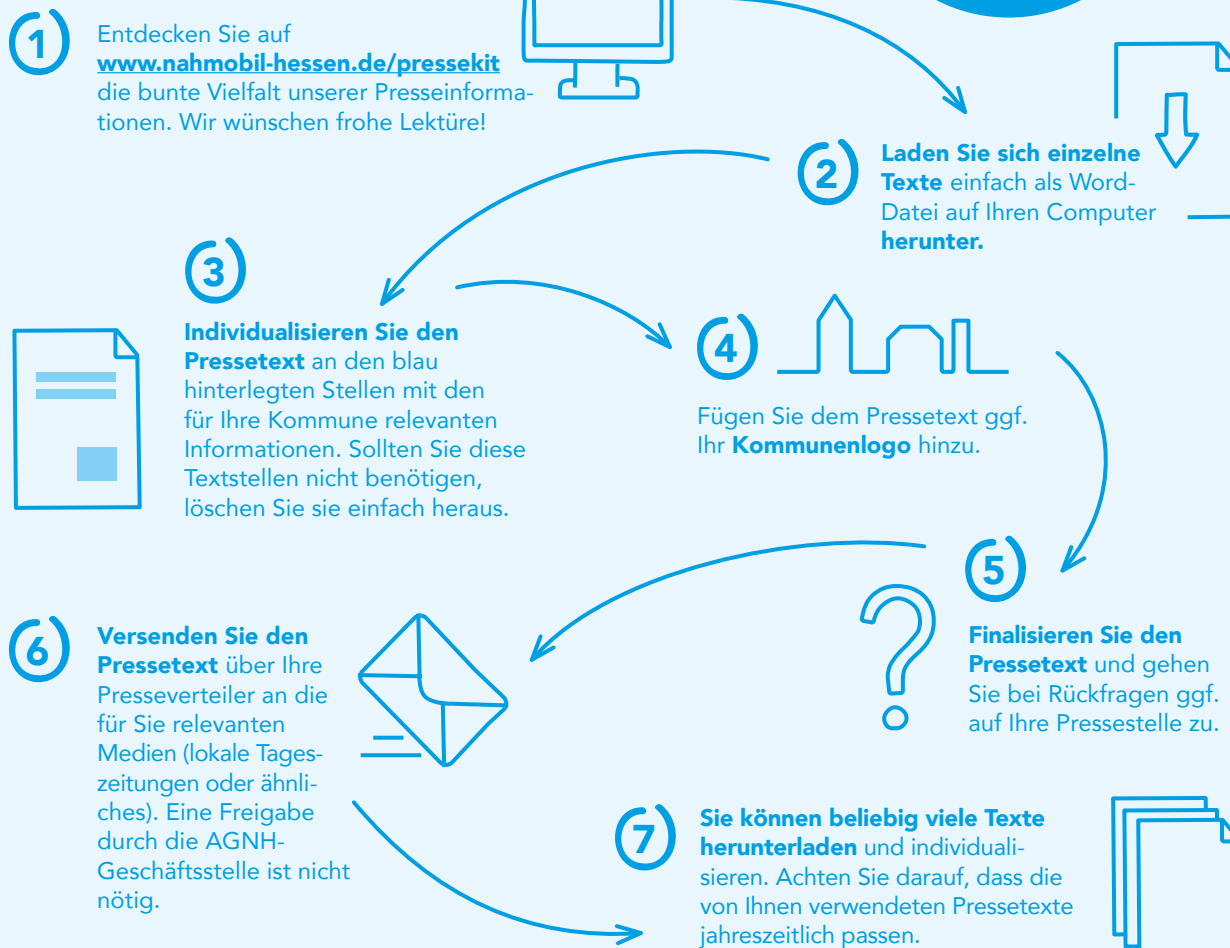 1
Entdecken Sie auf
www.nahmobil-hessen.de/pressekit
die bunte Vielfalt unserer Presseinforma-
tionen. Wir wünschen frohe Lektüre!
2
Laden Sie sich einzelne
Texte einfach als Word-
Datei auf Ihren Computer
herunter.
3
Individualisieren Sie den
Pressetext an den blau
hinterlegten Stellen mit den
für Ihre Kommune relevanten
Informationen. Sollten Sie diese
Textstellen nicht benötigen,
löschen Sie sie einfach heraus.
4
Fügen Sie dem Pressetext ggf.
Ihr Kommunenlogo hinzu.
5
Finalisieren Sie den
Pressetext und gehen
Sie bei Rückfragen ggf.
auf Ihre Pressestelle zu.
6
Versenden Sie den
Pressetext über Ihre
Presseverteiler an die
für Sie relevanten
Medien (lokale Tages-
zeitungen oder ähnli-
ches). Eine Freigabe
durch die AGNH-
Geschäftsstelle ist nicht
nötig.
7
Sie können beliebig viele Texte
herunterladen und individuali-
sieren. Achten Sie darauf, dass die
von Ihnen verwendeten Pressetexte
jahreszeitlich passen.